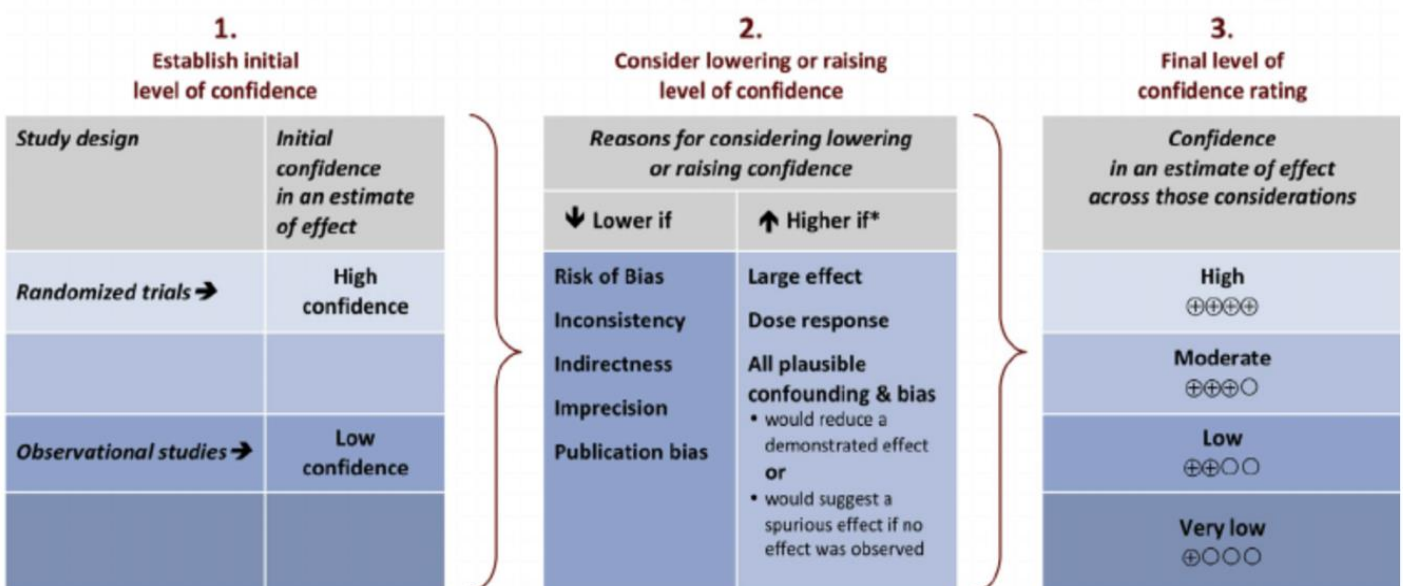 1.
Establish initial
level of confidence
Study design
Initial
confidence
in an estimate
of effect
Randomized trials ➔
High
confidence
Observational studies ➔
Low
confidence
2.
Consider lowering or raising
level of confidence
Reasons for considering lowering
or raising confidence
🡻 Lower if
🡹 Higher if*
Risk of Bias
Inconsistency
Indirectness
Imprecision
Publication bias
Large effect
Dose response
All plausible
confounding & bias
• would reduce a
demonstrated effect
or
• would suggest a
spurious effect if no
effect was observed
3.
Final level of
confidence rating
Confidence
in an estimate of effect
across those considerations
High
⊕⊕⊕⊕
Moderate
⊕⊕⊕○
Low
⊕⊕○○
Very low
⊕○○○